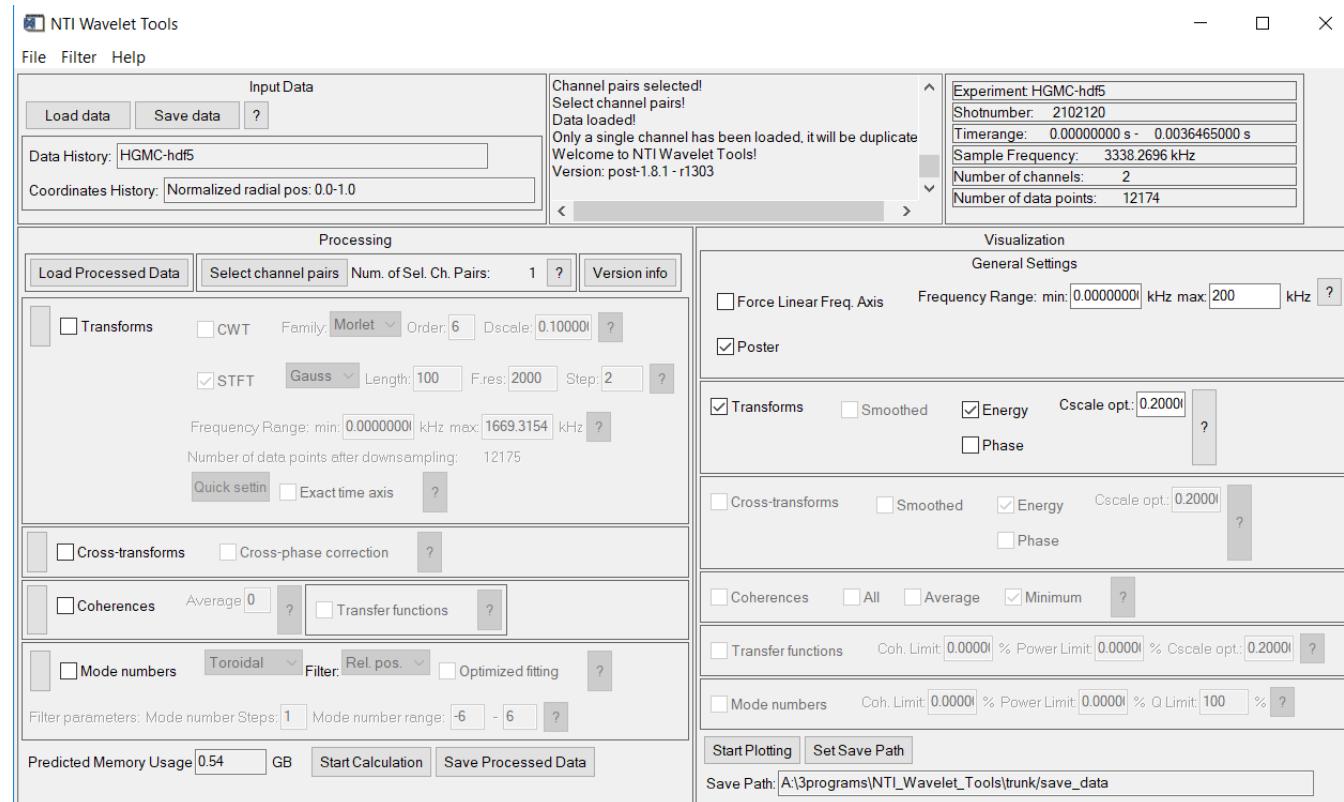 NTI Wavelet Tools
File Filter Help
Input Data
Load data Save data ?
Data History: HGMC-hdf5
Coordinates History: Normalized radial pos: 0.0-1.0
Channel pairs selected!
Select channel pairs!
Data loaded!
Only a single channel has been loaded, it will be duplicate
Welcome to NTI Wavelet Tools!
Version: post-1.8.1 - r1303
Experiment: HGMC-hdf5
Shotnumber: 2102120
Timerange: 0.00000000 s - 0.0036465000 s
Sample Frequency: 3338.2696 kHz
Number of channels: 2
Number of data points: 12174
Processing
Load Processed Data Select channel pairs Num. of Sel. Ch. Pairs: 1 ? Version info
Transforms CWT Family: Morlet Order: 6 Dscale: 0.10000 ?
STFT Gauss Length: 100 F.res: 2000 Step: 2 ?
Frequency Range: min: 0.0000000 kHz max: 1669.3154 kHz ?
Number of data points after downsampling: 12175
Quick settin Exact time axis ?
Cross-transforms Cross-phase correction ?
Coherences Average 0 ? Transfer functions ?
Mode numbers Toroidal Filter: Rel. pos. Optimized fitting ?
Filter parameters: Mode number Steps: 1 Mode number range: -6 - 6 ?
Predicted Memory Usage 0.54 GB Start Calculation Save Processed Data
Visualization
General Settings
Force Linear Freq. Axis Frequency Range: min: 0.0000000 kHz max: 200 kHz ?
Poster
Transforms Smoothed Energy Cscale opt.: 0.2000 ?
Phase
Cross-transforms Smoothed Energy Cscale opt.: 0.2000 ?
Phase
Coherences All Average Minimum ?
Transfer functions Coh. Limit: 0.0000 % Power Limit: 0.0000 % Cscale opt.: 0.2000 ?
Mode numbers Coh. Limit: 0.0000 % Power Limit: 0.0000 % Q Limit: 100 % ?
Start Plotting Set Save Path
Save Path: A:\3programs\NTI_Wavelet_Tools\trunk/save_data